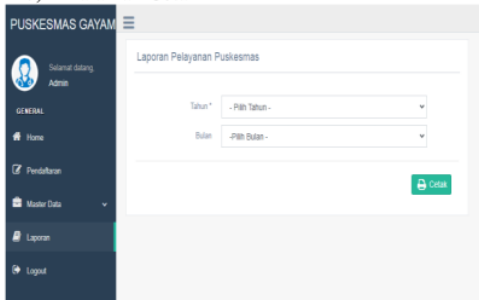 PUSKESMAS GAYAM
Selamat datang,
Admin
GENERAL
Home
Pendaftaran
Master Data
Laporan
Logout
Laporan Pelayanan Puskesmas
Tahun *
- Pilih Tahun -
Bulan
-Pilih Bulan -
Cetak